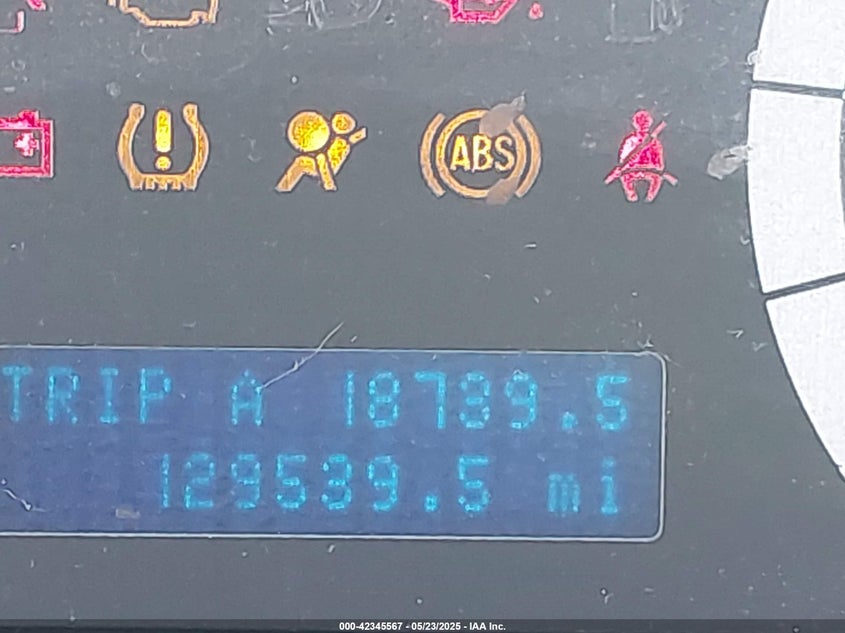 ABS
TRIP A 18789.5
129539.5 mi
000-42345567 - 05/23/2025 - IAA Inc.